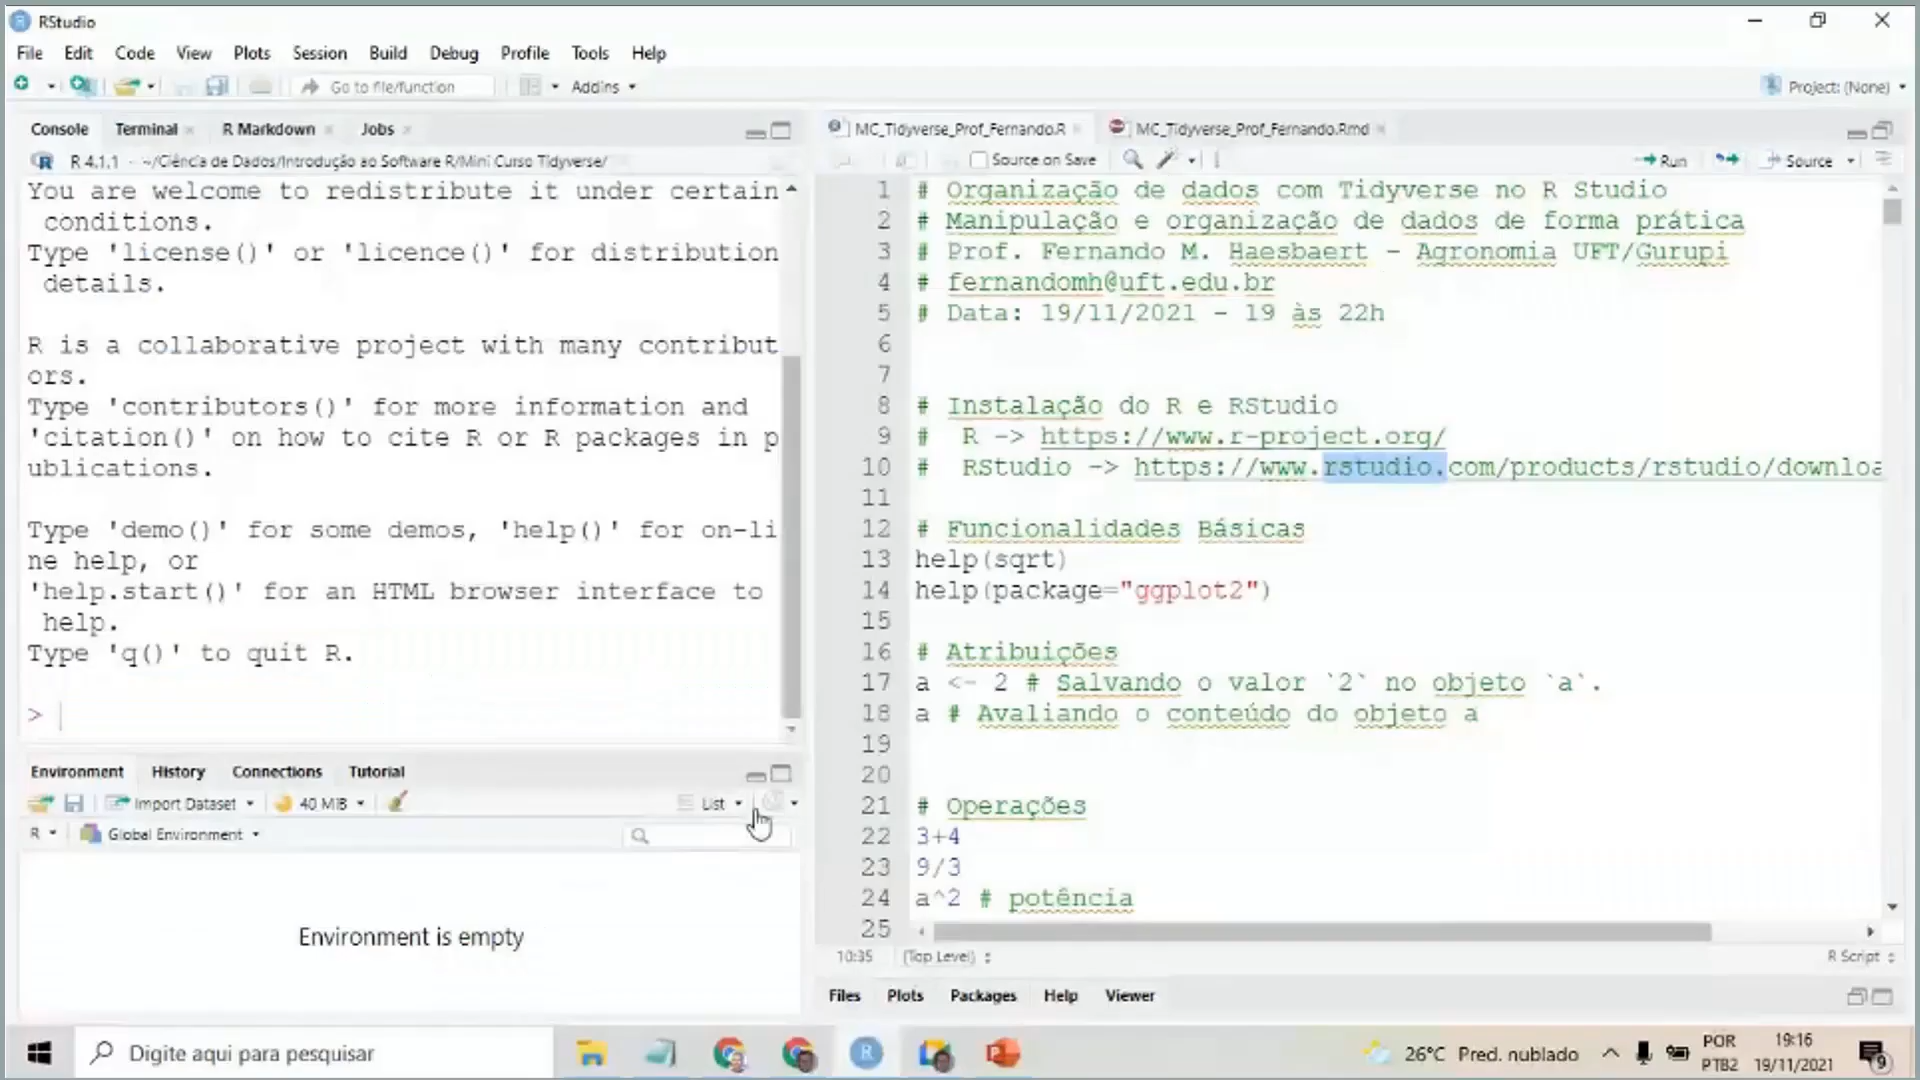 RStudio
File Edit Code View Plots Session Build Debug Profile Tools Help
Go to file/function Addins Project: (None)
Console Terminal R Markdown Jobs
R 4.1.1 · ~/Ciência de Dados/Introdução ao Software R/Mini Curso Tidyverse/
You are welcome to redistribute it under certain
conditions.
Type 'license()' or 'licence()' for distribution
details.
R is a collaborative project with many contribut
ors.
Type 'contributors()' for more information and
'citation()' on how to cite R or R packages in p
ublications.
Type 'demo()' for some demos, 'help()' for on-li
ne help, or
'help.start()' for an HTML browser interface to
help.
Type 'q()' to quit R.
>
Environment History Connections Tutorial
Import Dataset 40 MiB List
R Global Environment
Environment is empty
MC_Tidyverse_Prof_Fernando.R MC_Tidyverse_Prof_Fernando.Rmd
Source on Save Run Source
1 # Organização de dados com Tidyverse no R Studio
2 # Manipulação e organização de dados de forma prática
3 # Prof. Fernando M. Haesbaert - Agronomia UFT/Gurupi
4 # fernandomh@uft.edu.br
5 # Data: 19/11/2021 - 19 às 22h
6
7
8 # Instalação do R e RStudio
9 # R -> https://www.r-project.org/
10 # RStudio -> https://www.rstudio.com/products/rstudio/downloa
11
12 # Funcionalidades Básicas
13 help(sqrt)
14 help(package="ggplot2")
15
16 # Atribuições
17 a <- 2 # Salvando o valor `2` no objeto `a`.
18 a # Avaliando o conteúdo do objeto a
19
20
21 # Operações
22 3+4
23 9/3
24 a^2 # potência
25
10:35 (Top Level) R Script
Files Plots Packages Help Viewer
Digite aqui para pesquisar
26°C Pred. nublado
POR
PTB2
19:16
19/11/2021
9